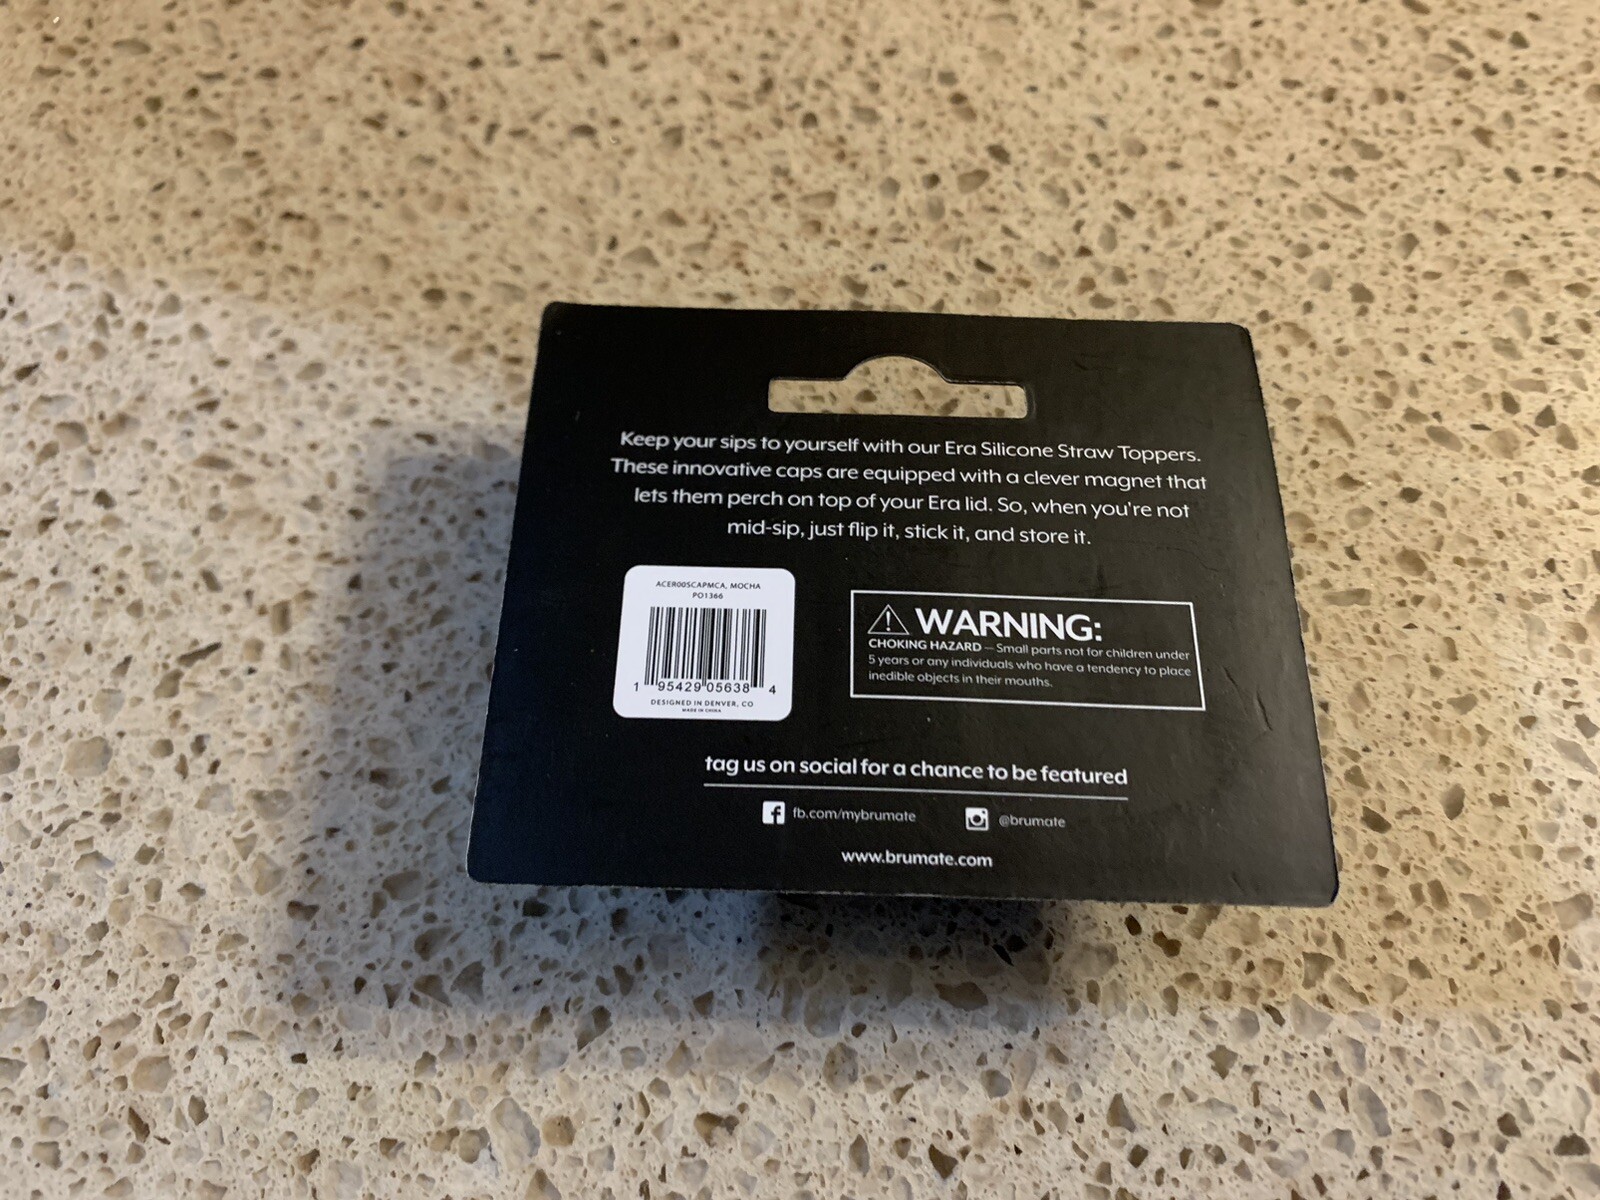 Keep your sips to yourself with our Era Silicone Straw Toppers.
These innovative caps are equipped with a clever magnet that
lets them perch on top of your Era lid. So, when you're not
mid-sip, just flip it, stick it, and store it.
ACER00SCAPMCA, MOCHA
PO1366
1 95429 05638 4
DESIGNED IN DENVER, CO
MADE IN CHINA
WARNING:
CHOKING HAZARD — Small parts not for children under
5 years or any individuals who have a tendency to place
inedible objects in their mouths.
tag us on social for a chance to be featured
fb.com/mybrumate
@brumate
www.brumate.com